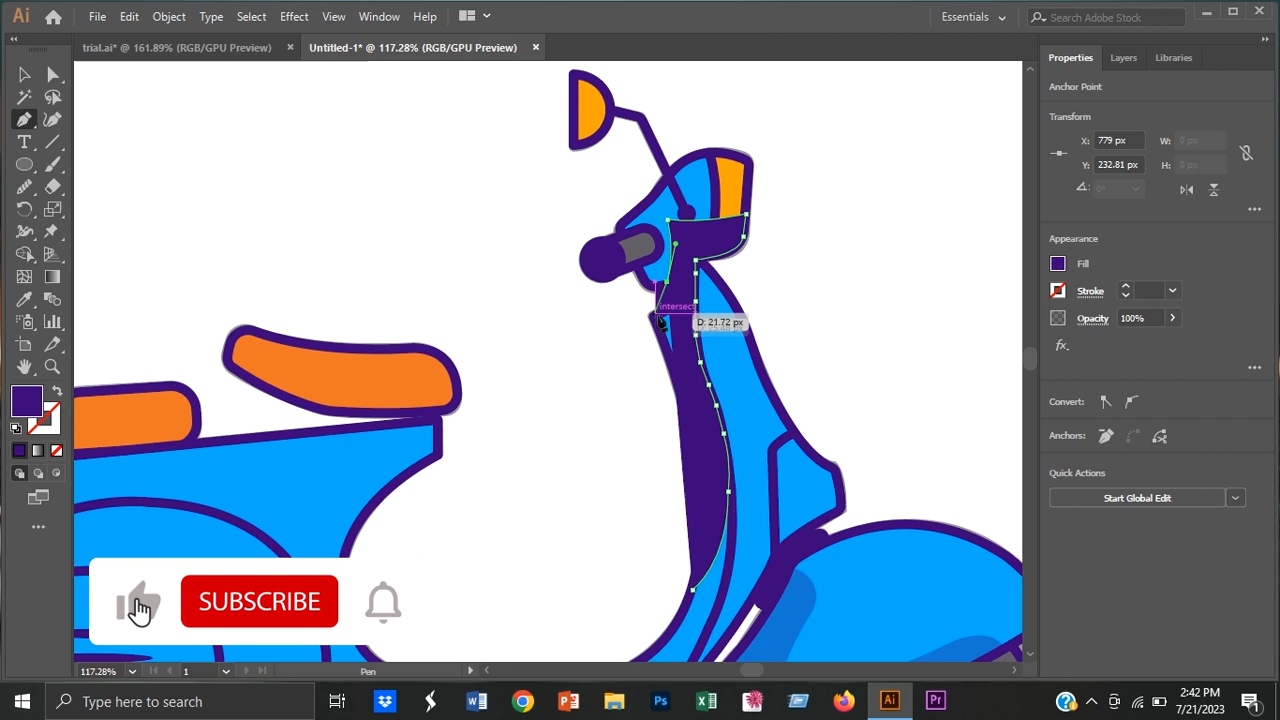 Ai
File
Edit
Object
Type
Select
Effect
View
Window
Help
Essentials
Search Adobe Stock
trial.ai* @ 161.89% (RGB/GPU Preview)
Untitled-1* @ 117.28% (RGB/GPU Preview)
Properties
Layers
Libraries
Anchor Point
Transform
X: 779 px W: 0 px
Y: 232.81 px H: 0 px
0°
Appearance
Fill
Stroke
Opacity 100%
fx.
Convert:
Anchors:
Quick Actions
Start Global Edit
intersect
D: 21.72 px
SUBSCRIBE
117.28%
1
Pen
Type here to search
2:42 PM
7/21/2023